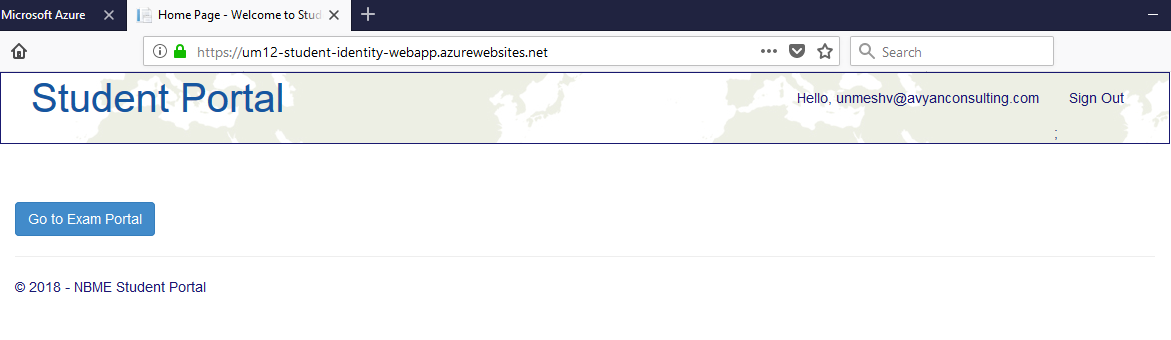 Microsoft Azure
Home Page - Welcome to Stud
https://um12-student-identity-webapp.azurewebsites.net
Search
Student Portal
Hello, unmeshv@avyanconsulting.com
Sign Out
;
Go to Exam Portal
© 2018 - NBME Student Portal